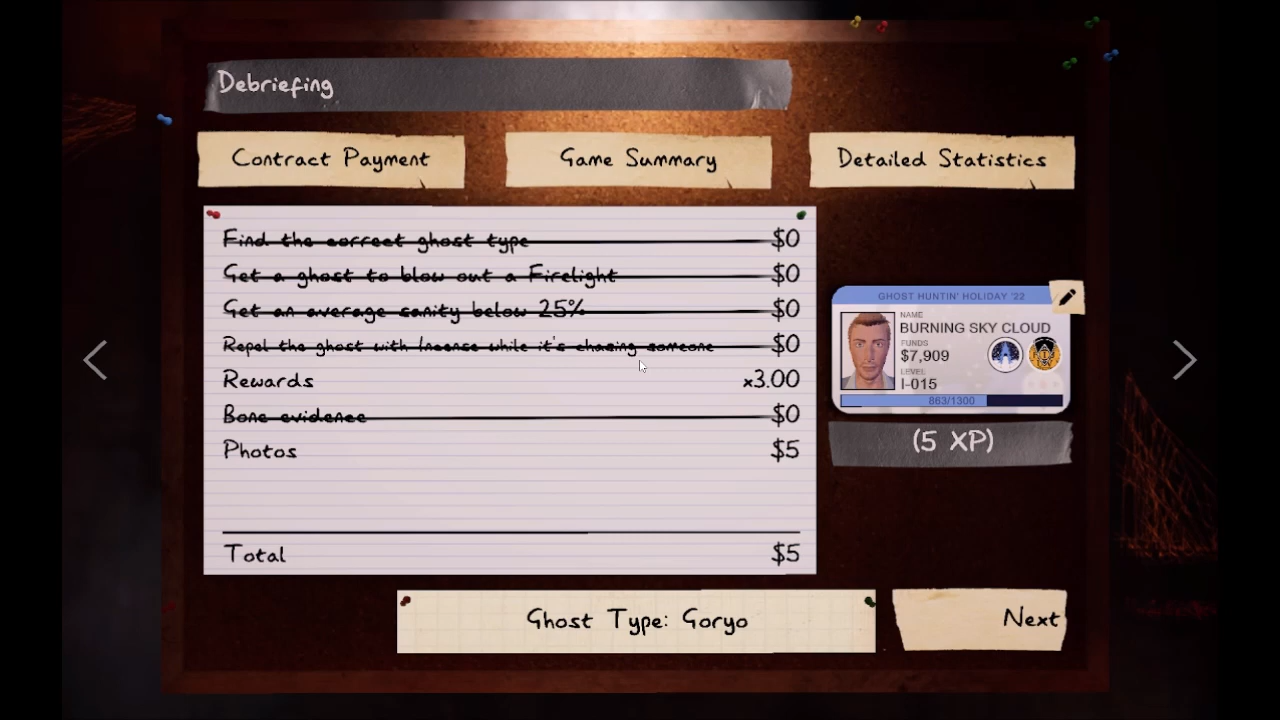 Debriefing
Contract Payment
Game Summary
Detailed Statistics
Find the correct ghost type $0
Get a ghost to blow out a Firelight $0
Get an average sanity below 25% $0
Repel the ghost with Incense while it's chasing someone $0
Rewards x3.00
Bone evidence $0
Photos $5
Total $5
GHOST HUNTIN' HOLIDAY '22
NAME
BURNING SKY CLOUD
FUNDS
$7,909
LEVEL
I-015
863/1300
(5 XP)
Ghost Type: Goryo
Next